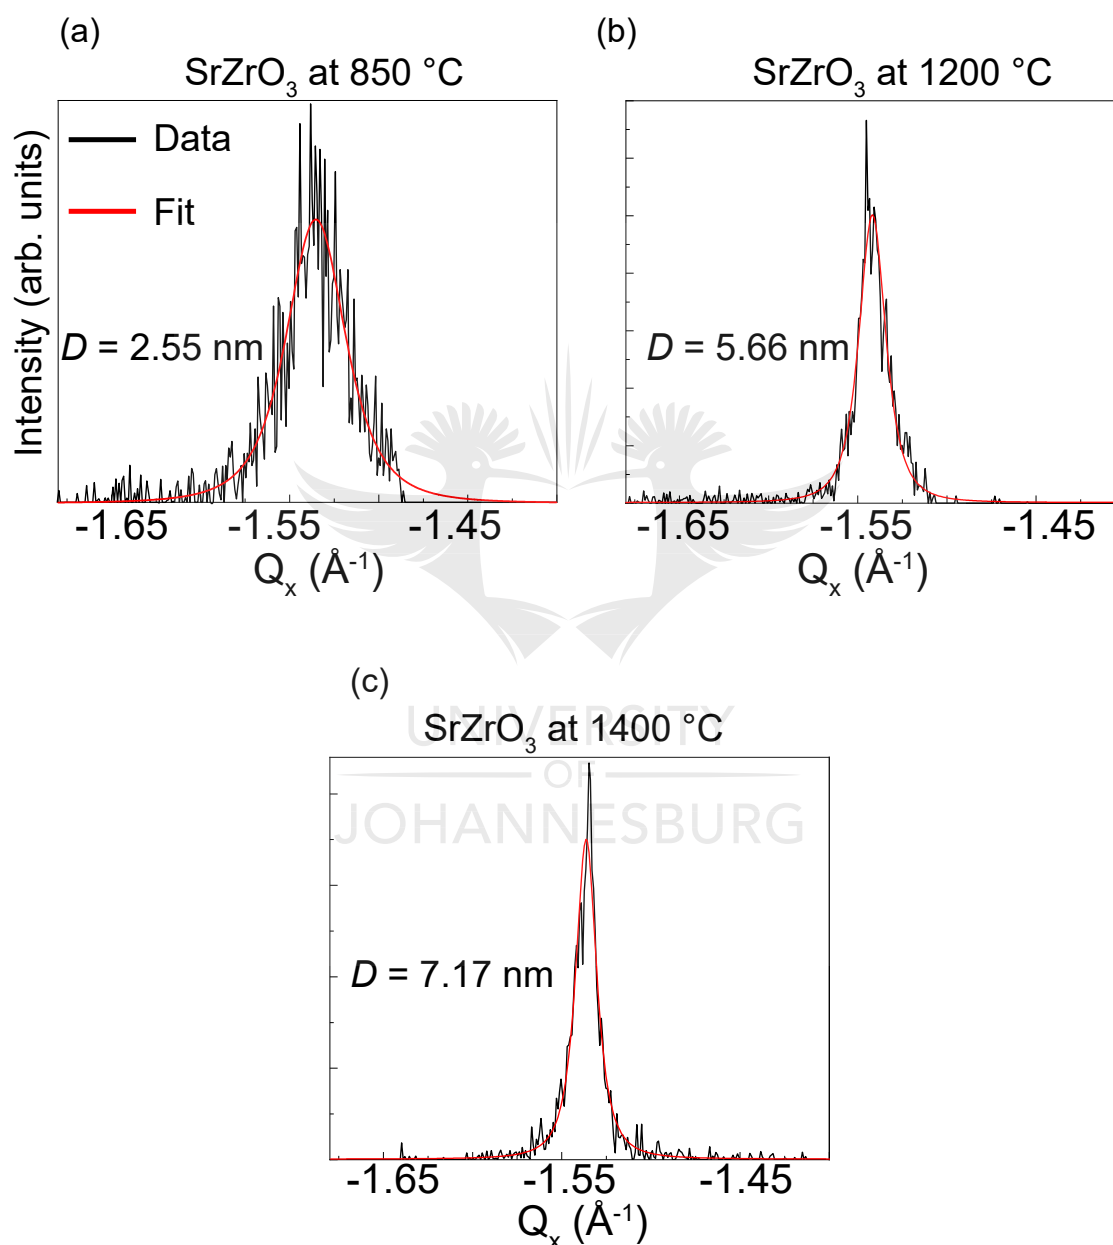 (a)
SrZrO₃ at 850 °C
Data
Fit
D = 2.55 nm
Intensity (arb. units)
-1.65 -1.55 -1.45
Qₓ (Å⁻¹)
(b)
SrZrO₃ at 1200 °C
D = 5.66 nm
-1.65 -1.55 -1.45
Qₓ (Å⁻¹)
(c)
SrZrO₃ at 1400 °C
UNIVERSITY
OF
JOHANNESBURG
D = 7.17 nm
-1.65 -1.55 -1.45
Qₓ (Å⁻¹)